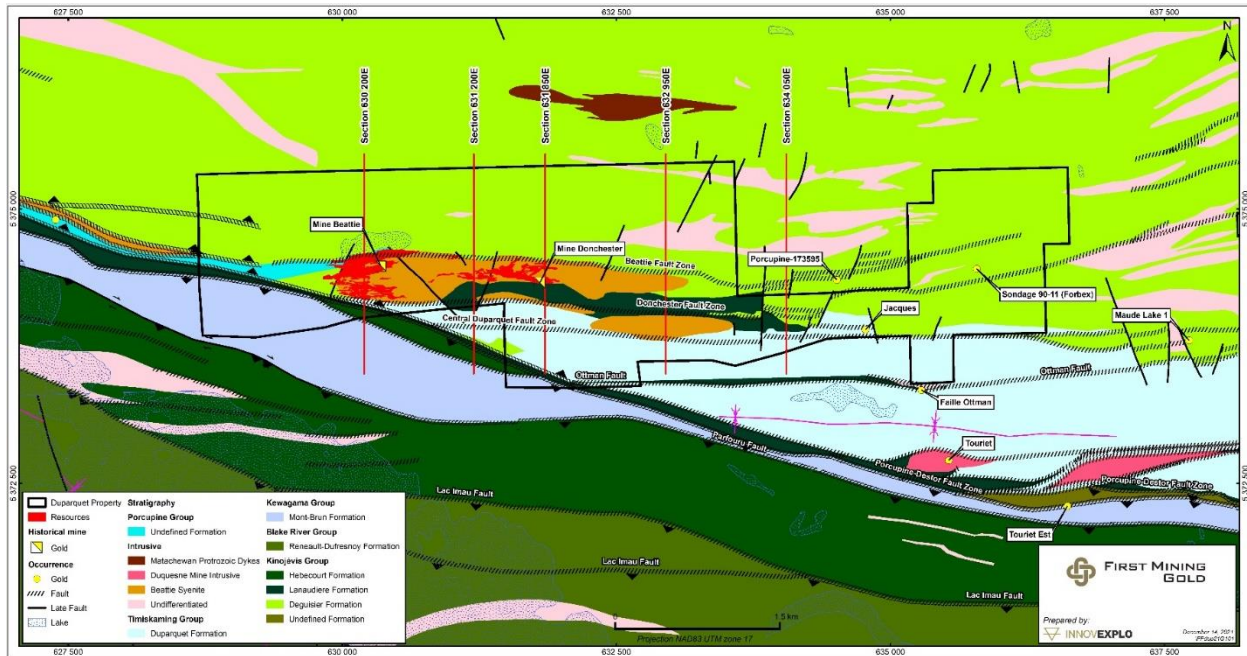 627 500
630 000
632 500
635 000
637 500
N
Section 630 200E
Section 631 200E
Section 631 850E
Section 632 950E
Section 634 050E
5 375 000
5 375 000
Mine Beattie
Mine Donchester
Beattie Fault Zone
Porcupine-173595
Sondage 90-11 (Forbex)
Donchester Fault Zone
Jacques
Maude Lake 1
Central Duparquet Fault Zone
Ottman Fault
Ottman Fault
Faille Ottman
Parfouru Fault
Touriet
Porcupine-Destor Fault Zone
Porcupine-Destor Fault Zone
5 372 500
5 372 500
Lac Imau Fault
Touriet Est
Lac Imau Fault
Lac Imau Fault
Duparquet Property
Resources
Historical mine
Gold
Occurrence
Gold
Fault
Late Fault
Lake
Stratigraphy
Porcupine Group
Undefined Formation
Intrusive
Matachewan Protrozoic Dykes
Duquesne Mine Intrusive
Beattie Syenite
Undifferentiated
Timiskaming Group
Duparquet Formation
Kewagama Group
Mont-Brun Formation
Blake River Group
Reneault-Dufresnoy Formation
Kinojévis Group
Hebecourt Formation
Lanaudiere Formation
Deguisier Formation
Undefined Formation
0
1.5 km
Projection NAD83 UTM zone 17
FIRST MINING
GOLD
Prepared by:
INNOVEXPLO
December 14, 2021
627 500
630 000
632 500
635 000
637 500